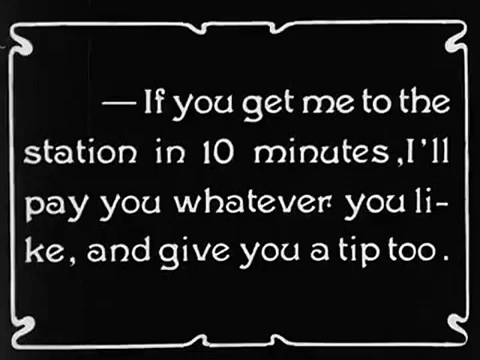 — If you get me to the
station in 10 minutes, I'll
pay you whatever you li-
ke, and give you a tip too.